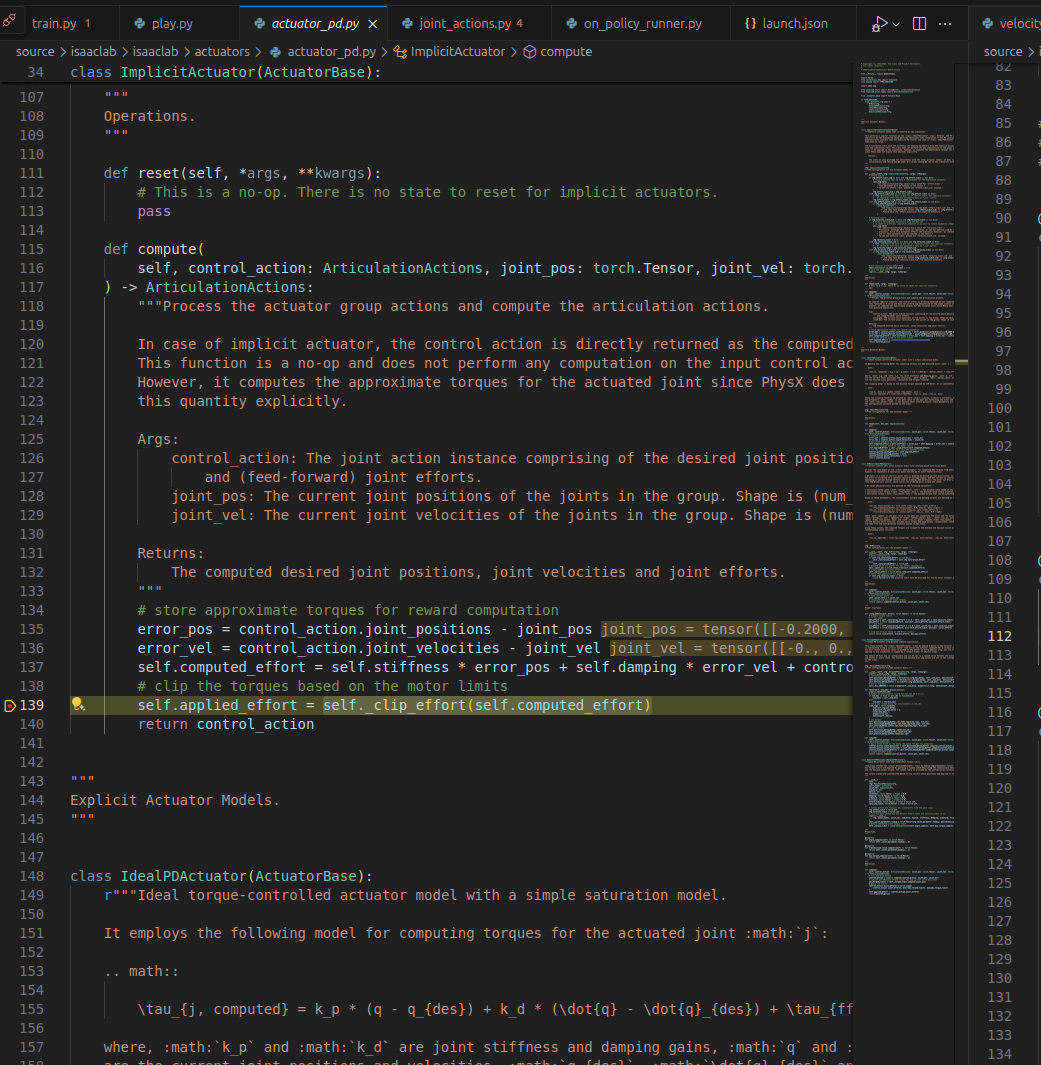 train.py 1
play.py
actuator_pd.py
joint_actions.py 4
on_policy_runner.py
{} launch.json
velocity
source > isaaclab > isaaclab > actuators > actuator_pd.py > ImplicitActuator > compute
source >
34 class ImplicitActuator(ActuatorBase):
107 """
108 Operations.
109 """
110
111 def reset(self, *args, **kwargs):
112 # This is a no-op. There is no state to reset for implicit actuators.
113 pass
114
115 def compute(
116 self, control_action: ArticulationActions, joint_pos: torch.Tensor, joint_vel: torch.
117 ) -> ArticulationActions:
118 """Process the actuator group actions and compute the articulation actions.
119
120 In case of implicit actuator, the control action is directly returned as the computed
121 This function is a no-op and does not perform any computation on the input control ac
122 However, it computes the approximate torques for the actuated joint since PhysX does
123 this quantity explicitly.
124
125 Args:
126 control_action: The joint action instance comprising of the desired joint positio
127 and (feed-forward) joint efforts.
128 joint_pos: The current joint positions of the joints in the group. Shape is (num_
129 joint_vel: The current joint velocities of the joints in the group. Shape is (num
130
131 Returns:
132 The computed desired joint positions, joint velocities and joint efforts.
133 """
134 # store approximate torques for reward computation
135 error_pos = control_action.joint_positions - joint_pos joint_pos = tensor([[-0.2000,
136 error_vel = control_action.joint_velocities - joint_vel joint_vel = tensor([[-0., 0.,
137 self.computed_effort = self.stiffness * error_pos + self.damping * error_vel + contro
138 # clip the torques based on the motor limits
139 self.applied_effort = self._clip_effort(self.computed_effort)
140 return control_action
141
142
143 """
144 Explicit Actuator Models.
145 """
146
147
148 class IdealPDActuator(ActuatorBase):
149 r"""Ideal torque-controlled actuator model with a simple saturation model.
150
151 It employs the following model for computing torques for the actuated joint :math:`j`:
152
153 .. math::
154
155 \tau_{j, computed} = k_p * (q - q_{des}) + k_d * (\dot{q} - \dot{q}_{des}) + \tau_{ff
156
157 where, :math:`k_p` and :math:`k_d` are joint stiffness and damping gains, :math:`q` and :
82
83
84
85
86
87
88
89
90
91
92
93
94
95
96
97
98
99
100
101
102
103
104
105
106
107
108
109
110
111
112
113
114
115
116
117
118
119
120
121
122
123
124
125
126
127
128
129
130
131
132
133
134